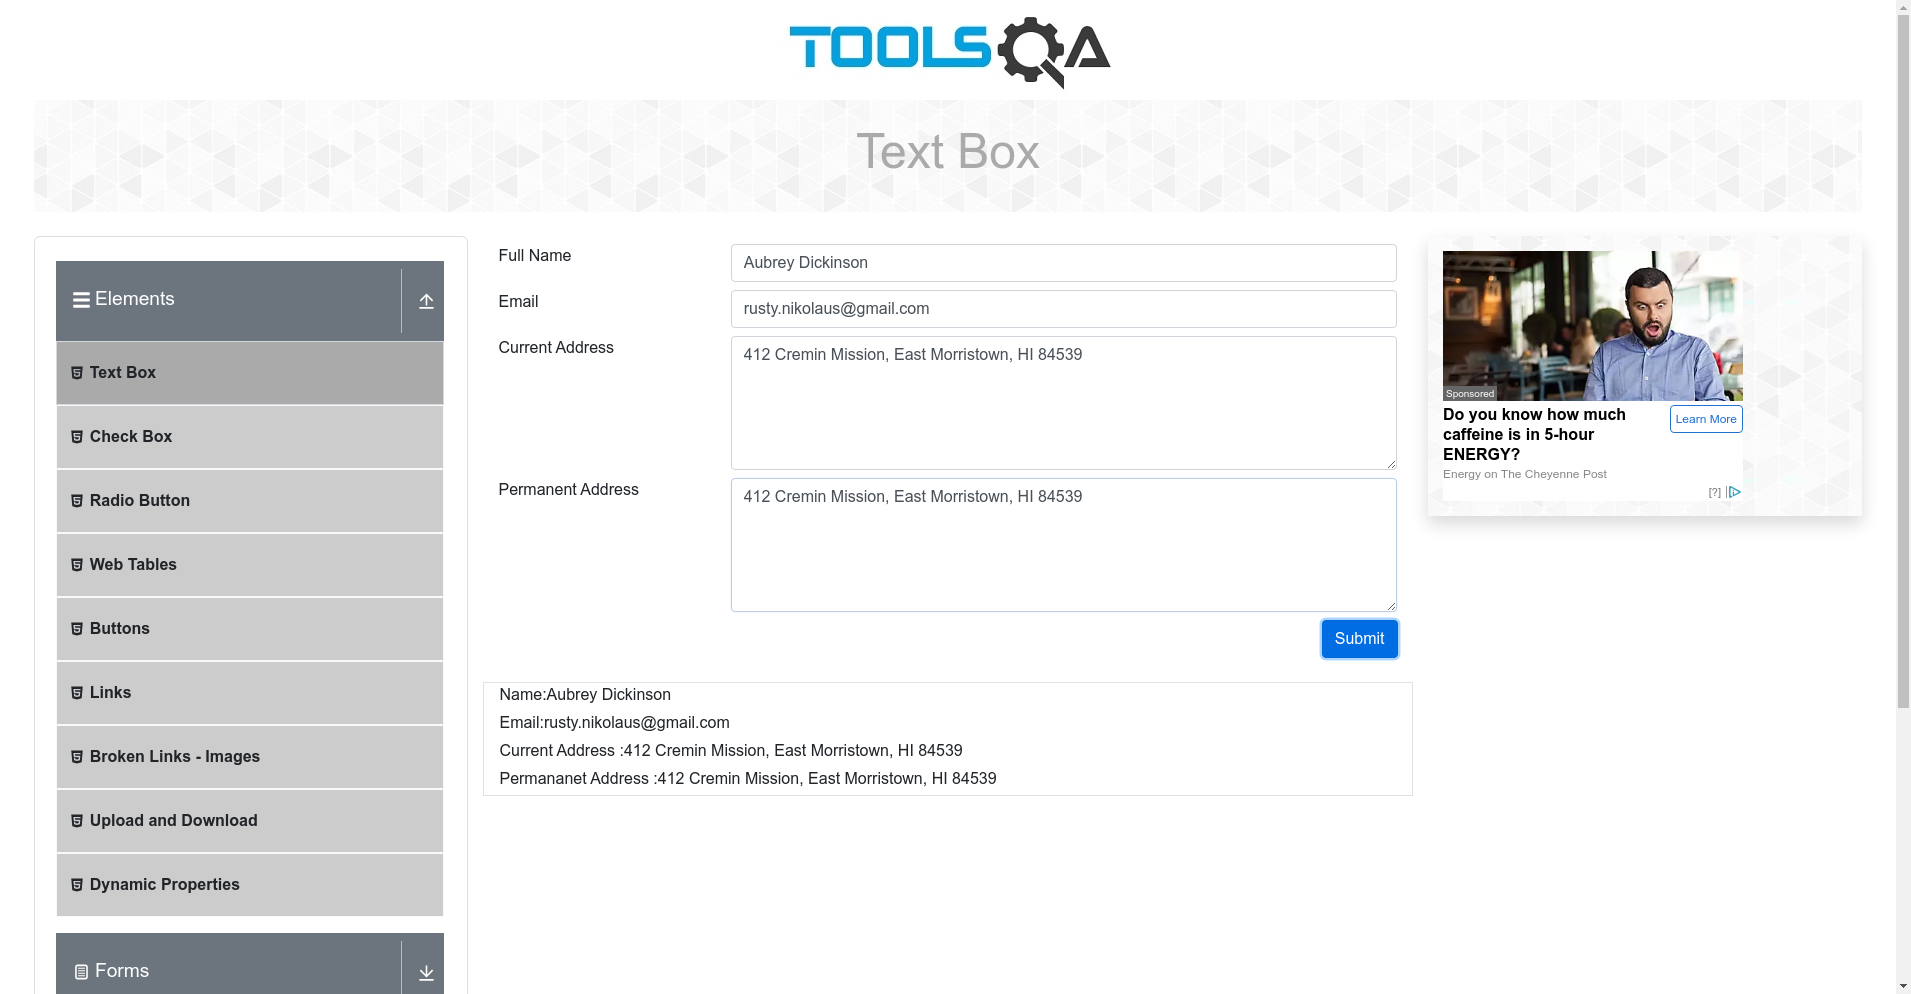 TOOLSQA
Text Box
Elements
Text Box
Check Box
Radio Button
Web Tables
Buttons
Links
Broken Links - Images
Upload and Download
Dynamic Properties
Forms
Full Name
Aubrey Dickinson
Email
rusty.nikolaus@gmail.com
Current Address
412 Cremin Mission, East Morristown, HI 84539
Permanent Address
412 Cremin Mission, East Morristown, HI 84539
Submit
Name:Aubrey Dickinson
Email:rusty.nikolaus@gmail.com
Current Address :412 Cremin Mission, East Morristown, HI 84539
Permananet Address :412 Cremin Mission, East Morristown, HI 84539
Sponsored
Do you know how much
caffeine is in 5-hour
ENERGY?
Learn More
Energy on The Cheyenne Post
[?]